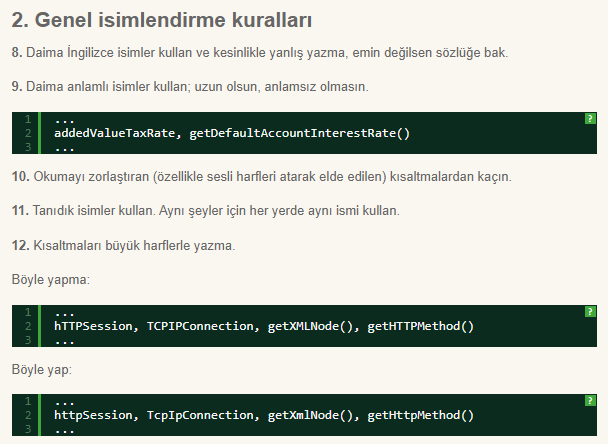 2. Genel isimlendirme kuralları
8. Daima İngilizce isimler kullan ve kesinlikle yanlış yazma, emin değilsen sözlüğe bak.
9. Daima anlamlı isimler kullan; uzun olsun, anlamsız olmasın.
?
1 ...
2 addedValueTaxRate, getDefaultAccountInterestRate()
3 ...
10. Okumayı zorlaştıran (özellikle sesli harfleri atarak elde edilen) kısaltmalardan kaçın.
11. Tanıdık isimler kullan. Aynı şeyler için her yerde aynı ismi kullan.
12. Kısaltmaları büyük harflerle yazma.
Böyle yapma:
?
1 ...
2 hTTPSession, TCPIPConnection, getXMLNode(), getHTTPMethod()
3 ...
Böyle yap:
?
1 ...
2 httpSession, TcpIpConnection, getXmlNode(), getHttpMethod()
3 ...